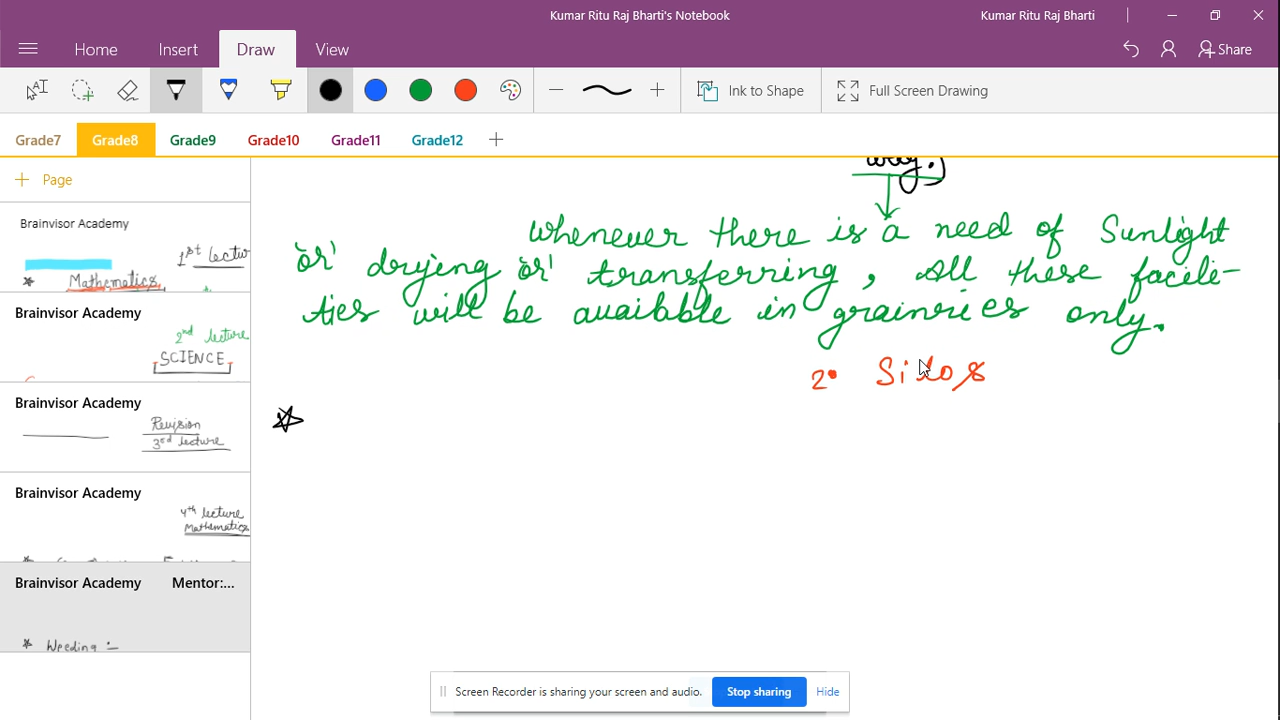 Kumar Ritu Raj Bharti's Notebook
Kumar Ritu Raj Bharti
Home Insert Draw View
Share
Ink to Shape
Full Screen Drawing
Grade7 Grade8 Grade9 Grade10 Grade11 Grade12
Page
Brainvisor Academy
1st lectur
* Mathematics
Brainvisor Academy
2nd lecture
SCIENCE
Brainvisor Academy
Revision
3rd lecture
Brainvisor Academy
4th lecture
Mathematics
Brainvisor Academy Mentor:...
* Weeding :-
way.)
Whenever there is a need of Sunlight
'or' dryieng 'or' transferring, All these facili-
ties will be auailable in grainries only.
2. Silos
Screen Recorder is sharing your screen and audio.
Stop sharing
Hide